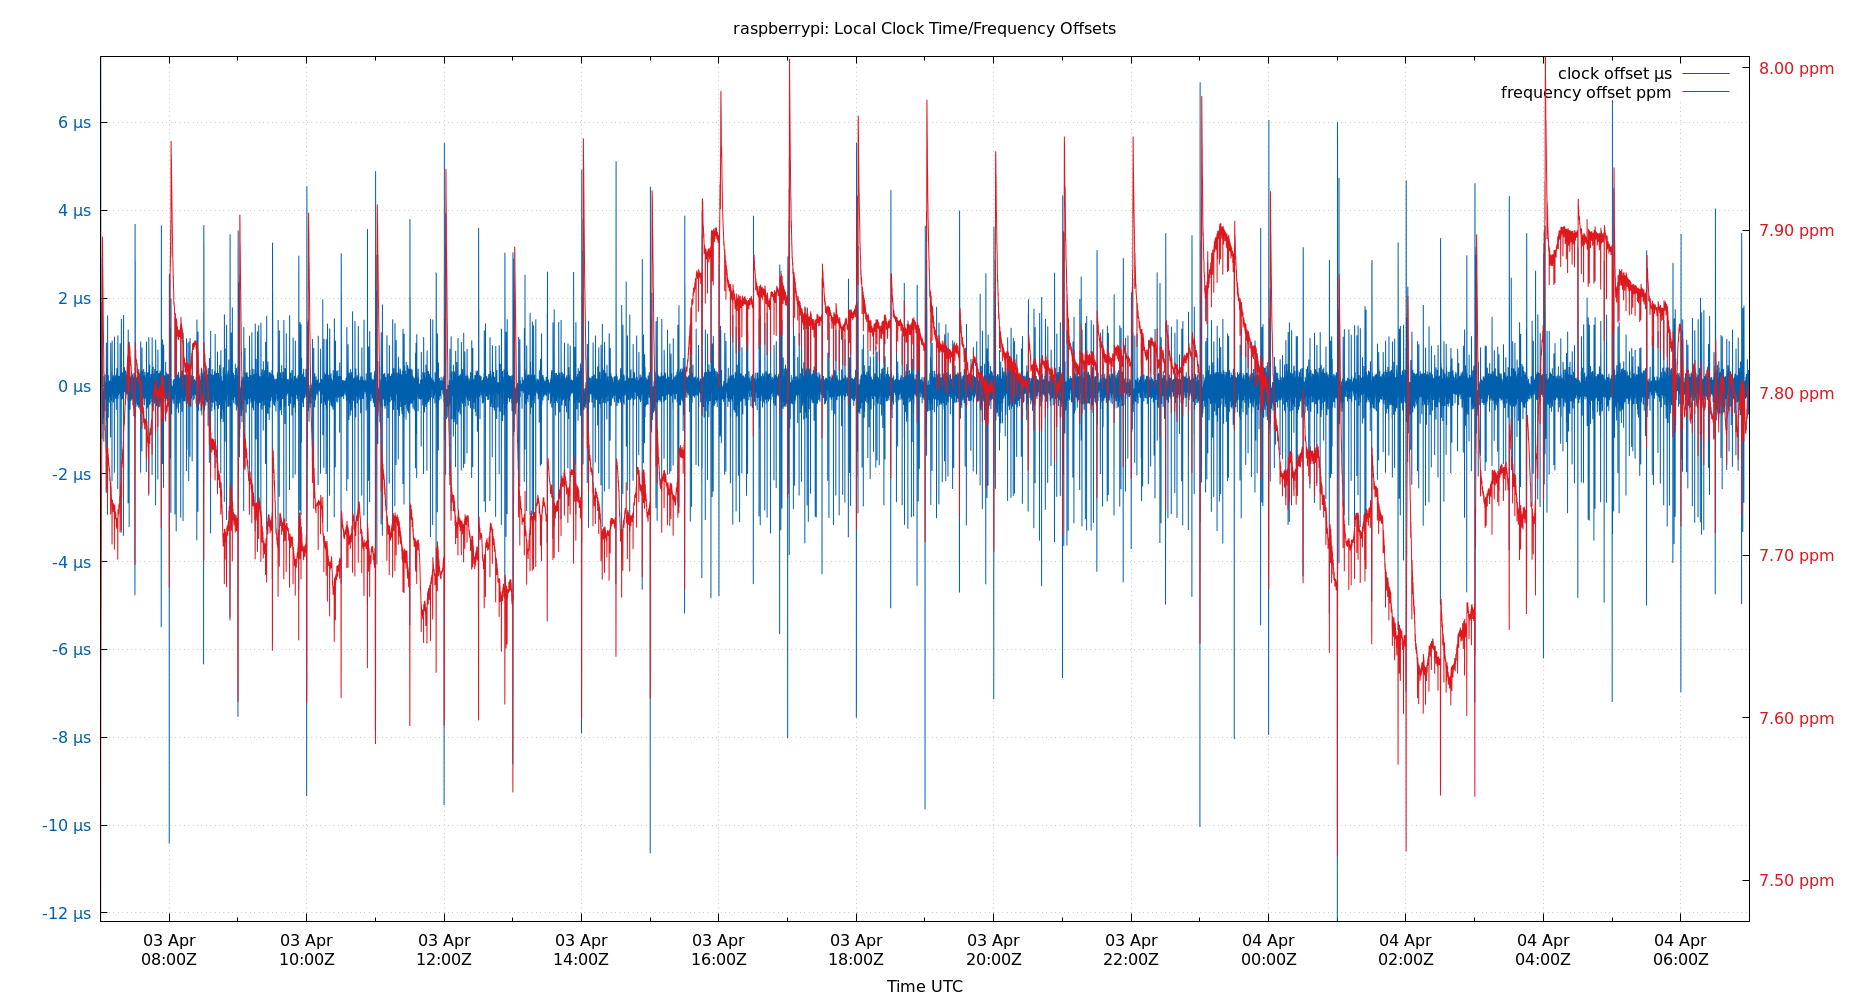 raspberrypi: Local Clock Time/Frequency Offsets
clock offset µs
frequency offset ppm
6 µs
4 µs
2 µs
0 µs
-2 µs
-4 µs
-6 µs
-8 µs
-10 µs
-12 µs
8.00 ppm
7.90 ppm
7.80 ppm
7.70 ppm
7.60 ppm
7.50 ppm
03 Apr
08:00Z
03 Apr
10:00Z
03 Apr
12:00Z
03 Apr
14:00Z
03 Apr
16:00Z
03 Apr
18:00Z
03 Apr
20:00Z
03 Apr
22:00Z
04 Apr
00:00Z
04 Apr
02:00Z
04 Apr
04:00Z
04 Apr
06:00Z
Time UTC